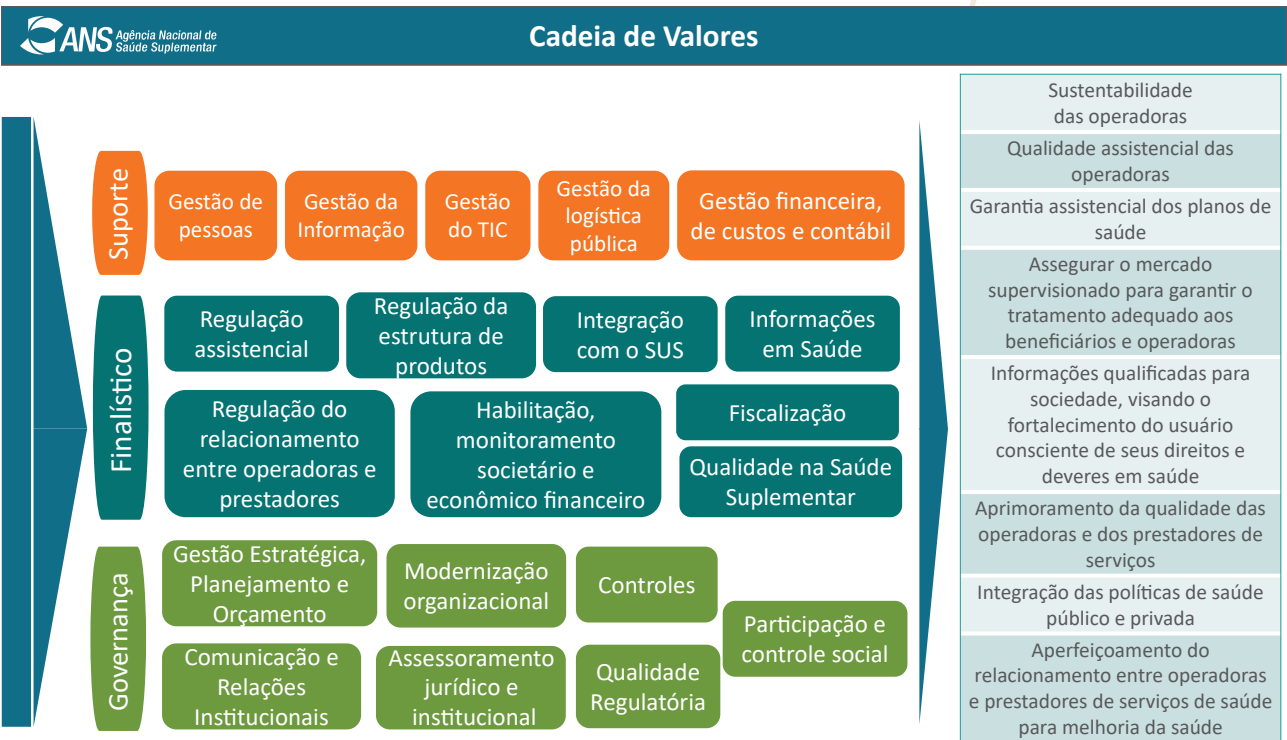 ANS Agência Nacional de
Saúde Suplementar
Cadeia de Valores
Suporte
Gestão de
pessoas
Gestão da
Informação
Gestão
do TIC
Gestão da
logística
pública
Gestão financeira,
de custos e contábil
Finalístico
Regulação
assistencial
Regulação da
estrutura de
produtos
Integração
com o SUS
Informações
em Saúde
Regulação do
relacionamento
entre operadoras e
prestadores
Habilitação,
monitoramento
societário e
econômico financeiro
Fiscalização
Qualidade na Saúde
Suplementar
Governança
Gestão Estratégica,
Planejamento e
Orçamento
Modernização
organizacional
Controles
Participação e
controle social
Comunicação e
Relações
Institucionais
Assessoramento
jurídico e
institucional
Qualidade
Regulatória
Sustentabilidade
das operadoras
Qualidade assistencial das
operadoras
Garantia assistencial dos planos de
saúde
Assegurar o mercado
supervisionado para garantir o
tratamento adequado aos
beneficiários e operadoras
Informações qualificadas para
sociedade, visando o
fortalecimento do usuário
consciente de seus direitos e
deveres em saúde
Aprimoramento da qualidade das
operadoras e dos prestadores de
serviços
Integração das políticas de saúde
público e privada
Aperfeiçoamento do
relacionamento entre operadoras
e prestadores de serviços de saúde
para melhoria da saúde